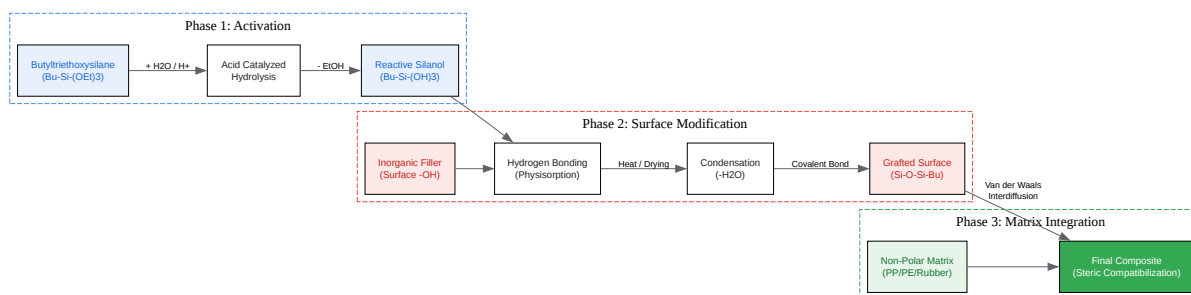 Phase 1: Activation
Butyltriethoxysilane
(Bu-Si-(OEt)3)
+ H2O / H+
Acid Catalyzed
Hydrolysis
- EtOH
Reactive Silanol
(Bu-Si-(OH)3)
Phase 2: Surface Modification
Inorganic Filler
(Surface -OH)
Hydrogen Bonding
(Physisorption)
Heat / Drying
Condensation
(-H2O)
Covalent Bond
Grafted Surface
(Si-O-Si-Bu)
Van der Waals
Interdiffusion
Phase 3: Matrix Integration
Non-Polar Matrix
(PP/PE/Rubber)
Final Composite
(Steric Compatibilization)